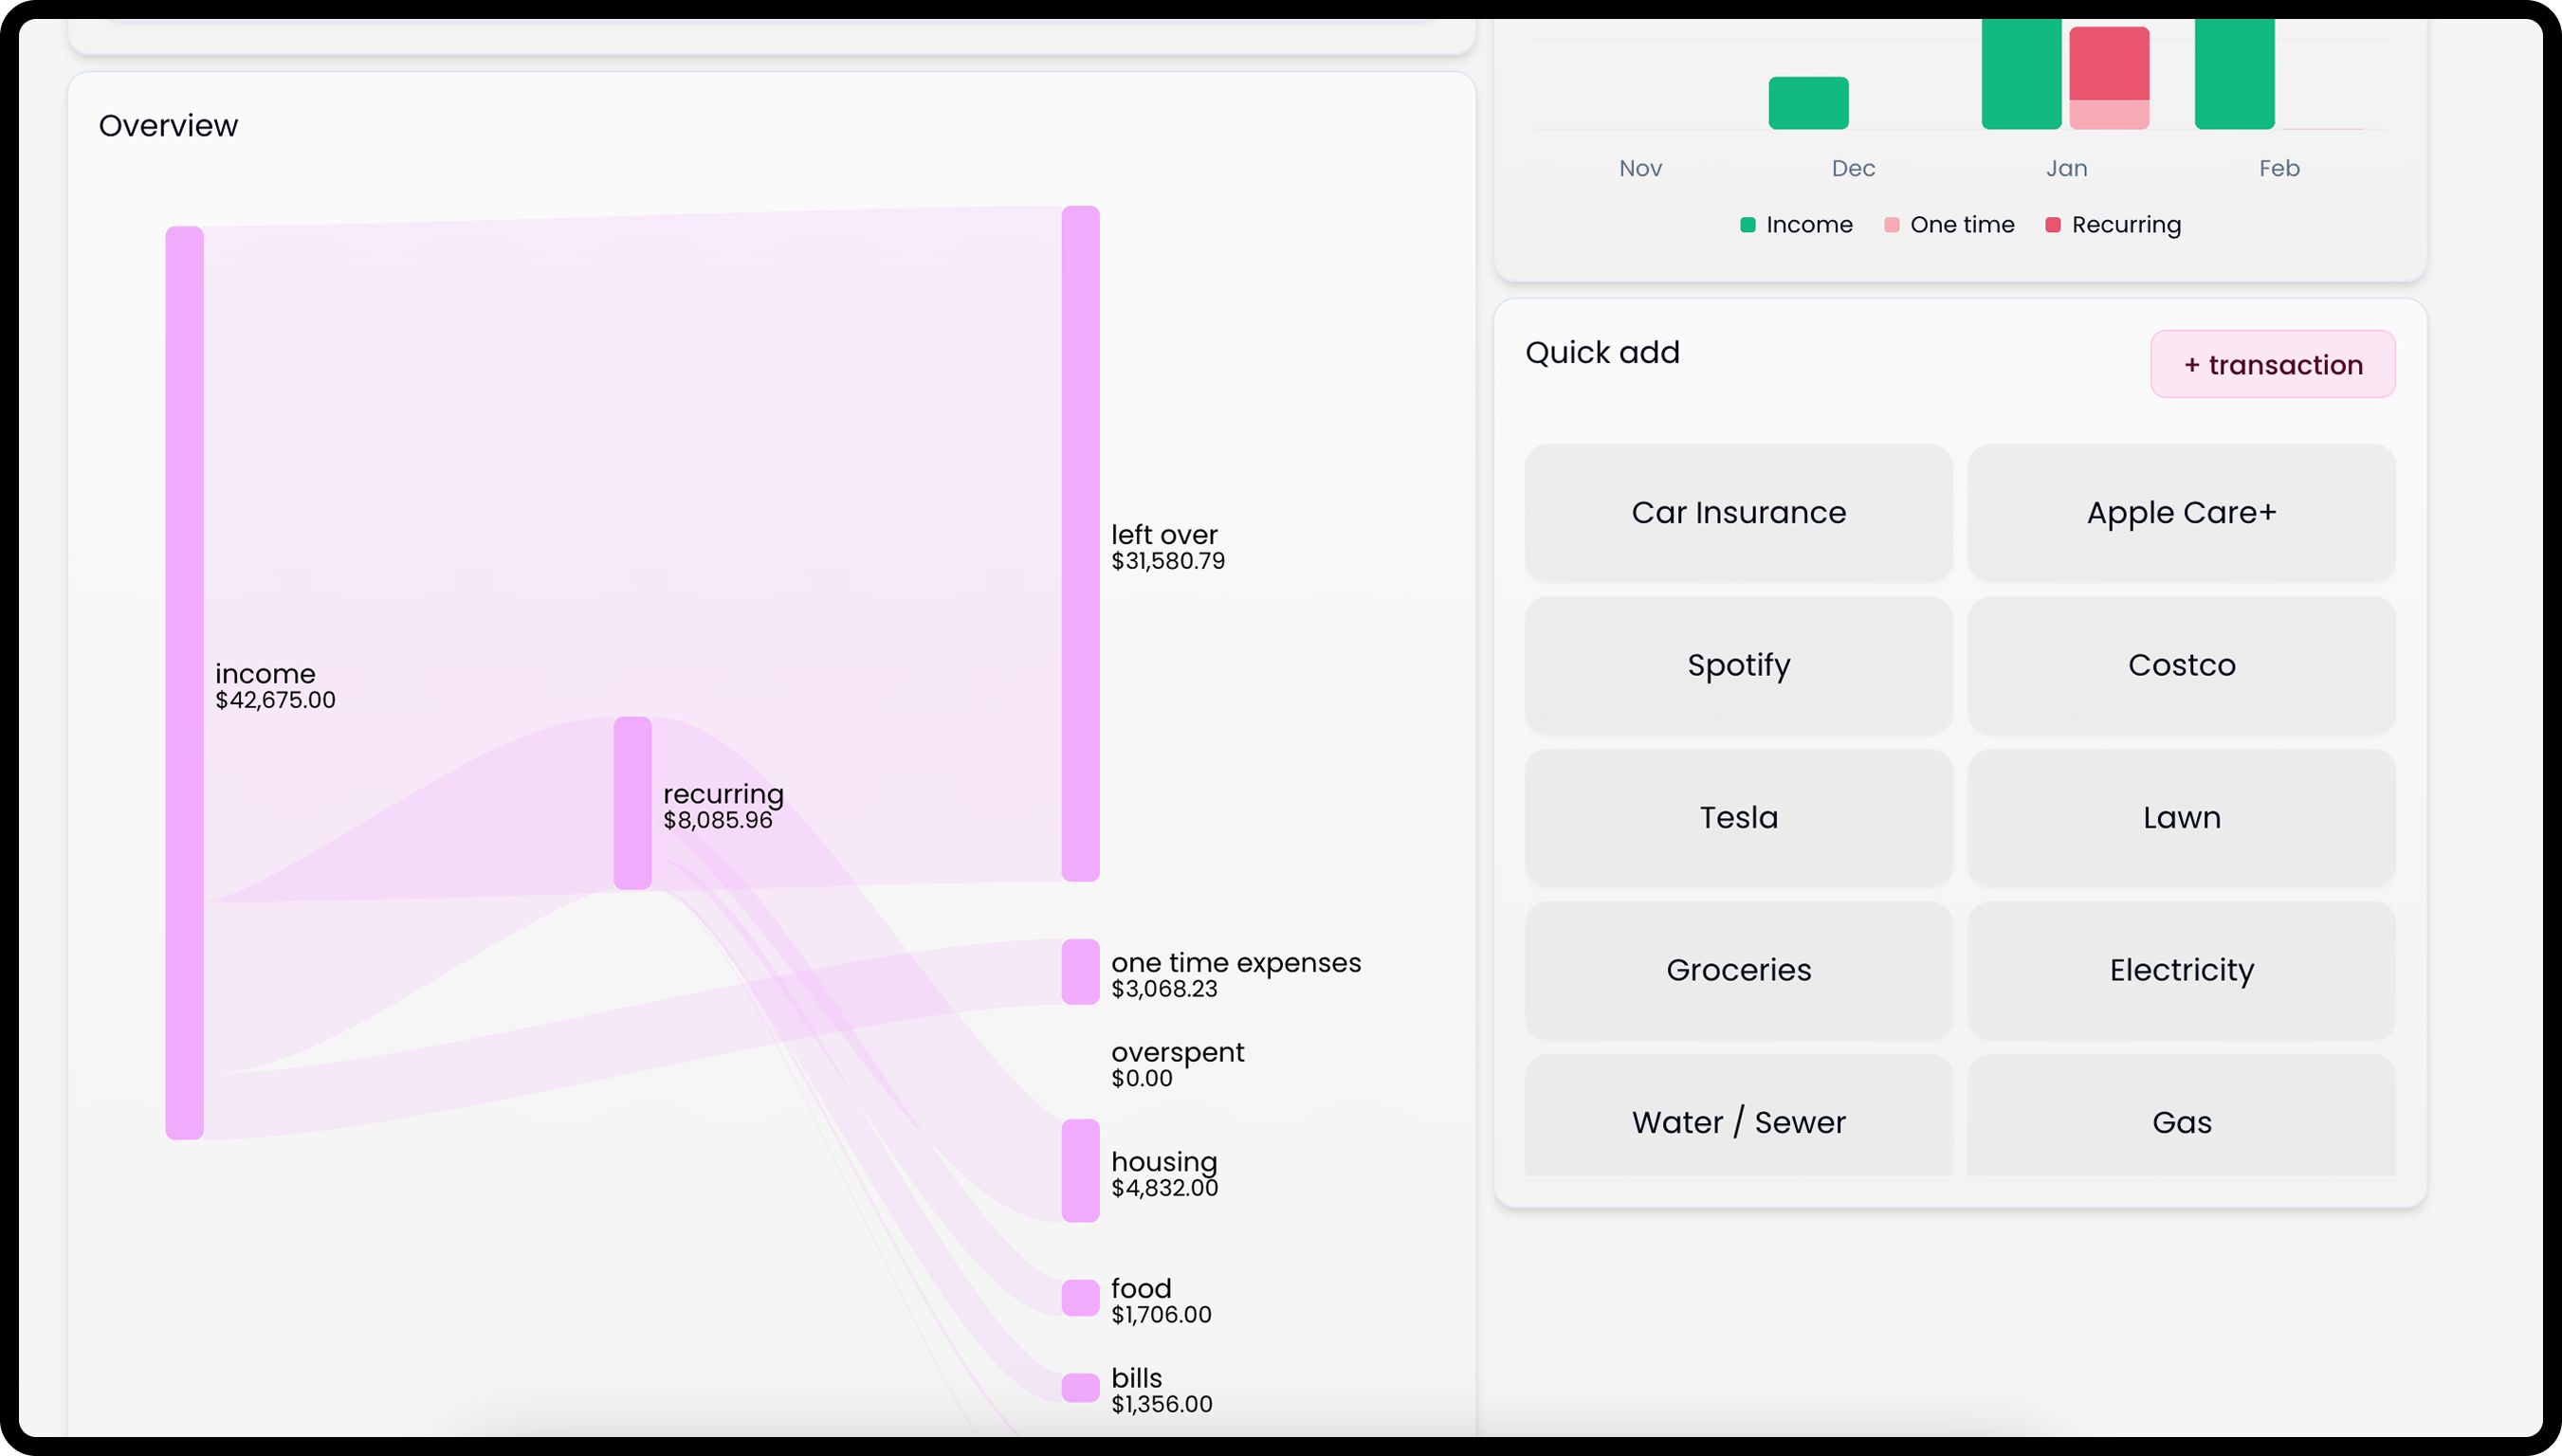 Overview
income
$42,675.00
recurring
$8,085.96
left over
$31,580.79
one time expenses
$3,068.23
overspent
$0.00
housing
$4,832.00
food
$1,706.00
bills
$1,356.00
Nov Dec Jan Feb
Income One time Recurring
Quick add
+ transaction
Car Insurance
Apple Care+
Spotify
Costco
Tesla
Lawn
Groceries
Electricity
Water / Sewer
Gas